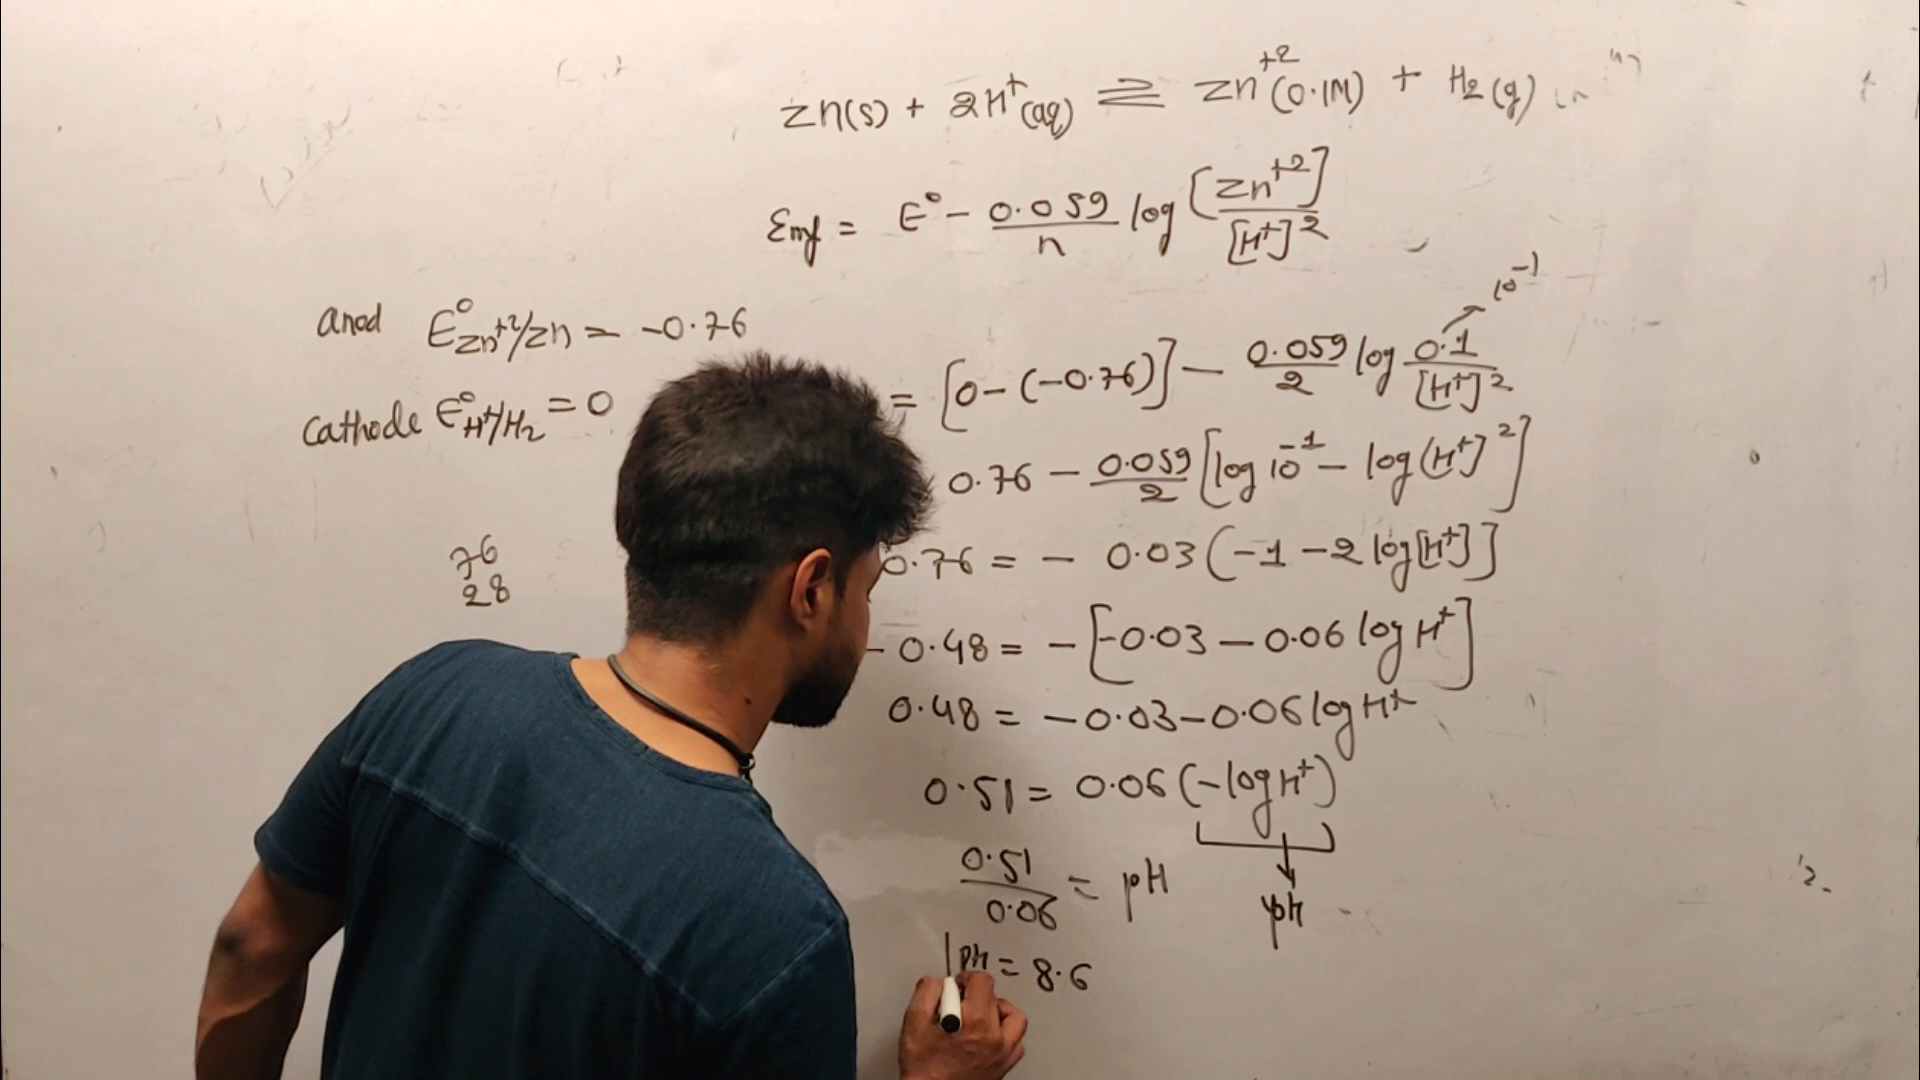 Zn(s) + 2H⁺(aq) ⇌ Zn⁺²(0.1M) + H₂(g)
Emf = E° - 0.059/n log [Zn⁺²]/[H⁺]²
10⁻¹
anod E°Zn⁺²/Zn = -0.76
= [0-(-0.76)] - 0.059/2 log 0.1/[H⁺]²
Cathode E°H⁺/H₂ = 0
0.76 - 0.059/2 [log 10⁻¹ - log(H⁺]²]
76
28
0.76 = - 0.03(-1 -2 log[H⁺]]
- 0.48 = -[-0.03 - 0.06 log H⁺]
0.48 = -0.03-0.06 log H⁺
0.51 = 0.06 (-log H⁺)
0.51/0.06 = pH
pH
pH = 8.6